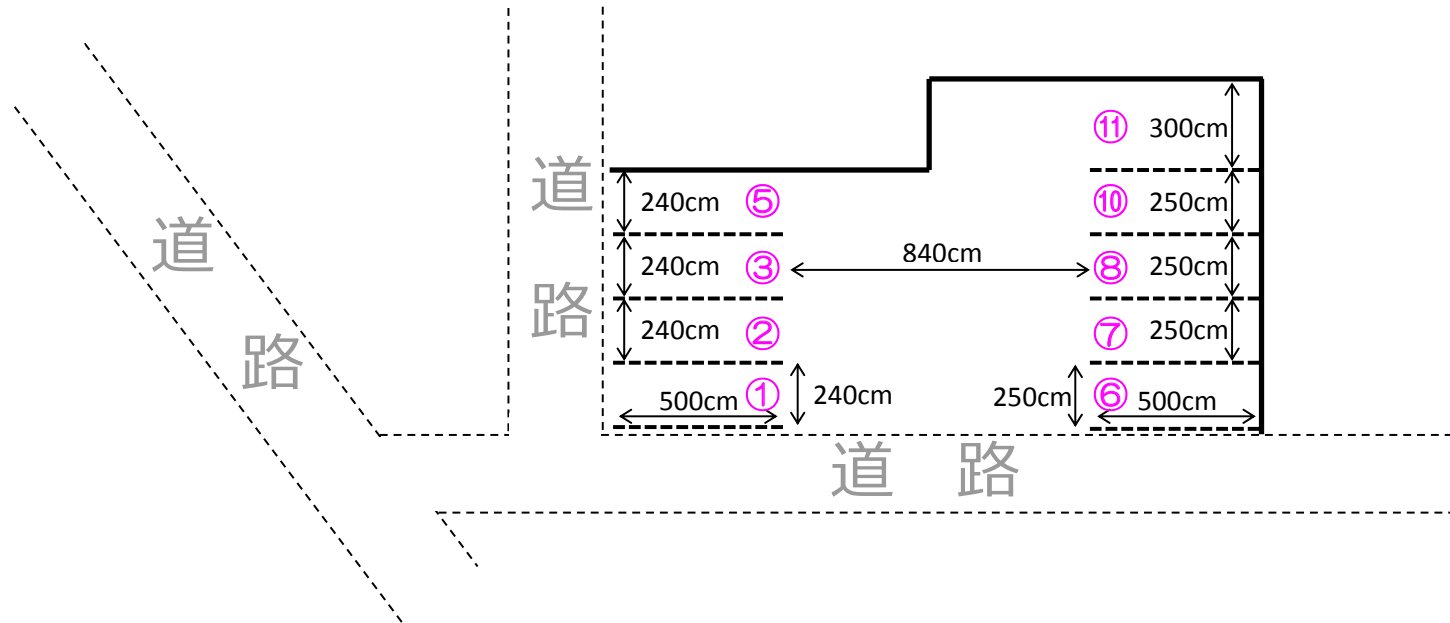 ⑪ 300cm
道
240cm ⑤
⑩ 250cm
道
840cm
240cm ③
⑧ 250cm
路
240cm ②
⑦ 250cm
路
500cm ①
240cm
250cm
⑥ 500cm
道 路